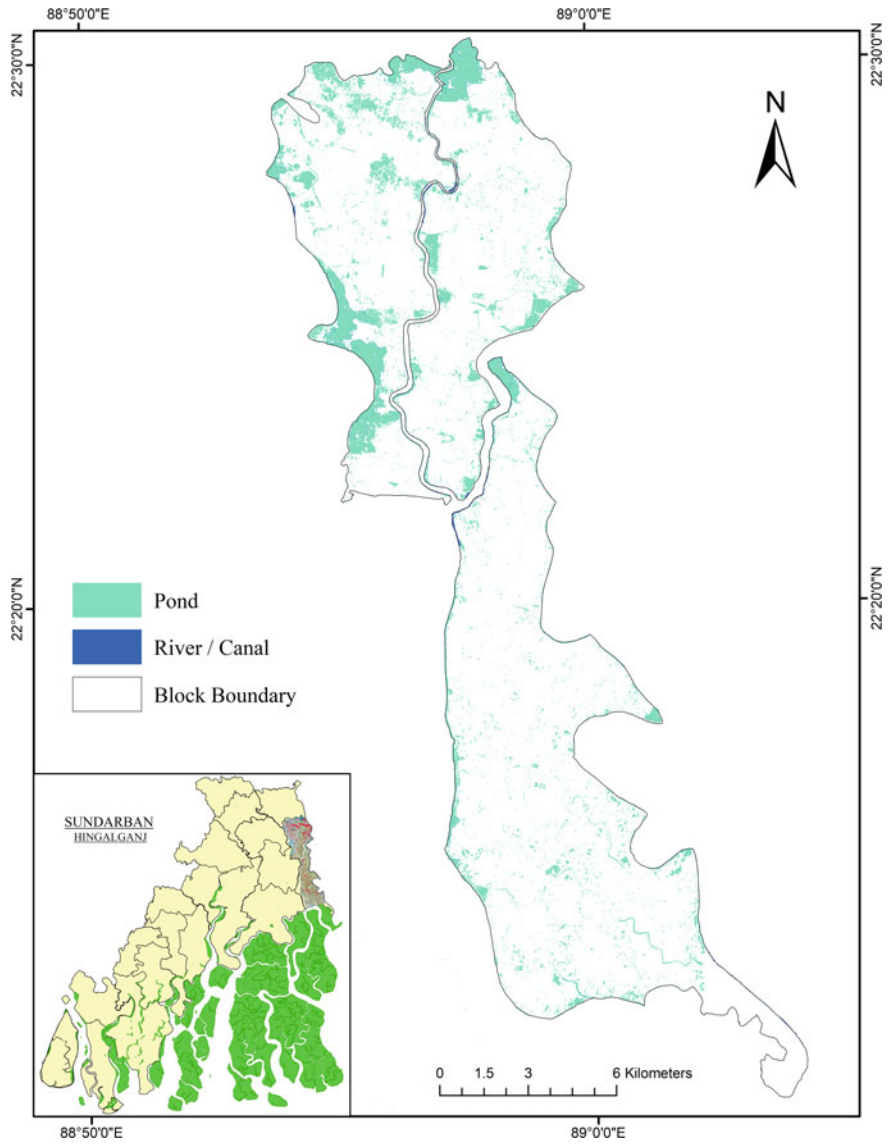 88°50'0"E
89°0'0"E
22°30'0"N
22°30'0"N
N
22°20'0"N
22°20'0"N
Pond
River / Canal
Block Boundary
SUNDARBAN
HINGALGANJ
0 1.5 3 6 Kilometers
88°50'0"E
89°0'0"E